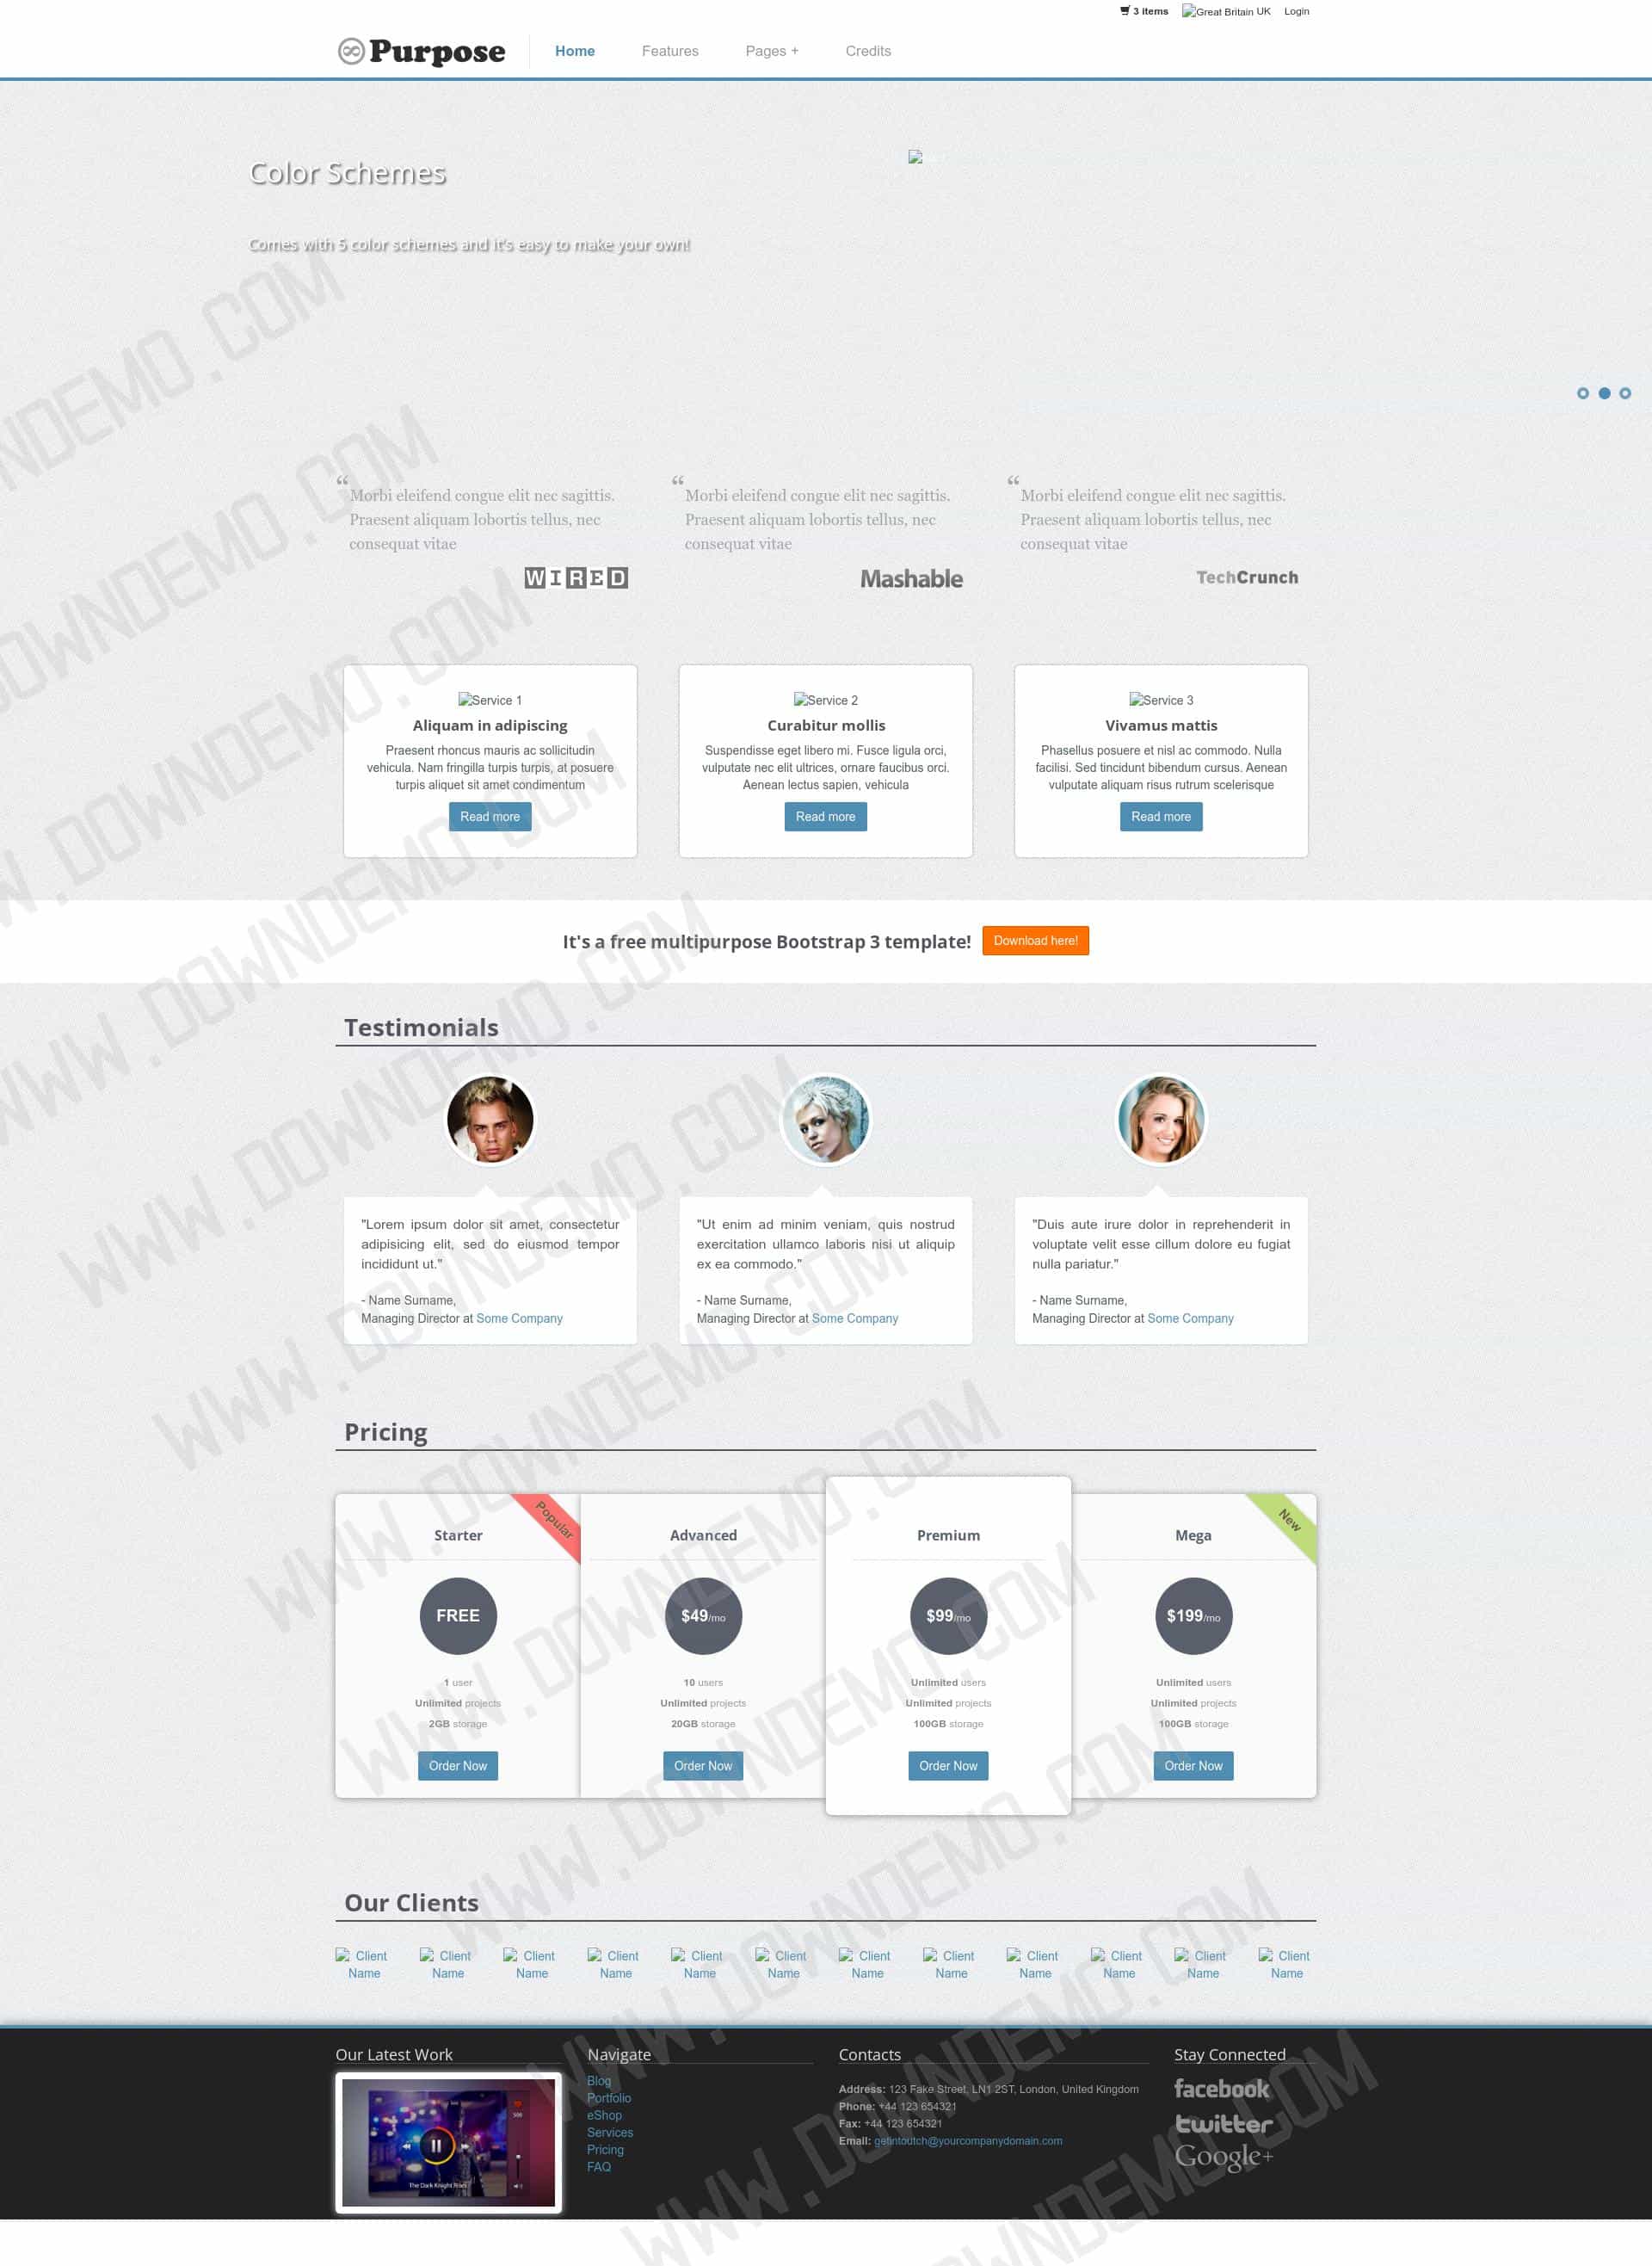 3 items Great Britain UK Login
Purpose Home Features Pages + Credits
Color Schemes
Comes with 5 color schemes and it's easy to make your own!
“Morbi eleifend congue elit nec sagittis.
Praesent aliquam lobortis tellus, nec
consequat vitae
WIRED
“Morbi eleifend congue elit nec sagittis.
Praesent aliquam lobortis tellus, nec
consequat vitae
Mashable
“Morbi eleifend congue elit nec sagittis.
Praesent aliquam lobortis tellus, nec
consequat vitae
TechCrunch
Service 1
Aliquam in adipiscing
Praesent rhoncus mauris ac sollicitudin
vehicula. Nam fringilla turpis turpis, at posuere
turpis aliquet sit amet condimentum
Read more
Service 2
Curabitur mollis
Suspendisse eget libero mi. Fusce ligula orci,
vulputate nec elit ultrices, ornare faucibus orci.
Aenean lectus sapien, vehicula
Read more
Service 3
Vivamus mattis
Phasellus posuere et nisl ac commodo. Nulla
facilisi. Sed tincidunt bibendum cursus. Aenean
vulputate aliquam risus rutrum scelerisque
Read more
It's a free multipurpose Bootstrap 3 template! Download here!
Testimonials
"Lorem ipsum dolor sit amet, consectetur
adipisicing elit, sed do eiusmod tempor
incididunt ut."
- Name Surname,
Managing Director at Some Company
"Ut enim ad minim veniam, quis nostrud
exercitation ullamco laboris nisi ut aliquip
ex ea commodo."
- Name Surname,
Managing Director at Some Company
"Duis aute irure dolor in reprehenderit in
voluptate velit esse cillum dolore eu fugiat
nulla pariatur."
- Name Surname,
Managing Director at Some Company
Pricing
Popular
Starter
FREE
1 user
Unlimited projects
2GB storage
Order Now
Advanced
$49/mo
10 users
Unlimited projects
20GB storage
Order Now
Premium
$99/mo
Unlimited users
Unlimited projects
100GB storage
Order Now
New
Mega
$199/mo
Unlimited users
Unlimited projects
100GB storage
Order Now
Our Clients
Client Client Client Client Client Client Client Client Client Client Client Client
Name Name Name Name Name Name Name Name Name Name Name Name
Our Latest Work
The Dark Knight Rises
Navigate
Blog
Portfolio
eShop
Services
Pricing
FAQ
Contacts
Address: 123 Fake Street, LN1 2ST, London, United Kingdom
Phone: +44 123 654321
Fax: +44 123 654321
Email: getintoutch@yourcompanydomain.com
Stay Connected
facebook
twitter
Google+
WWW.DOWNDEMO.COM